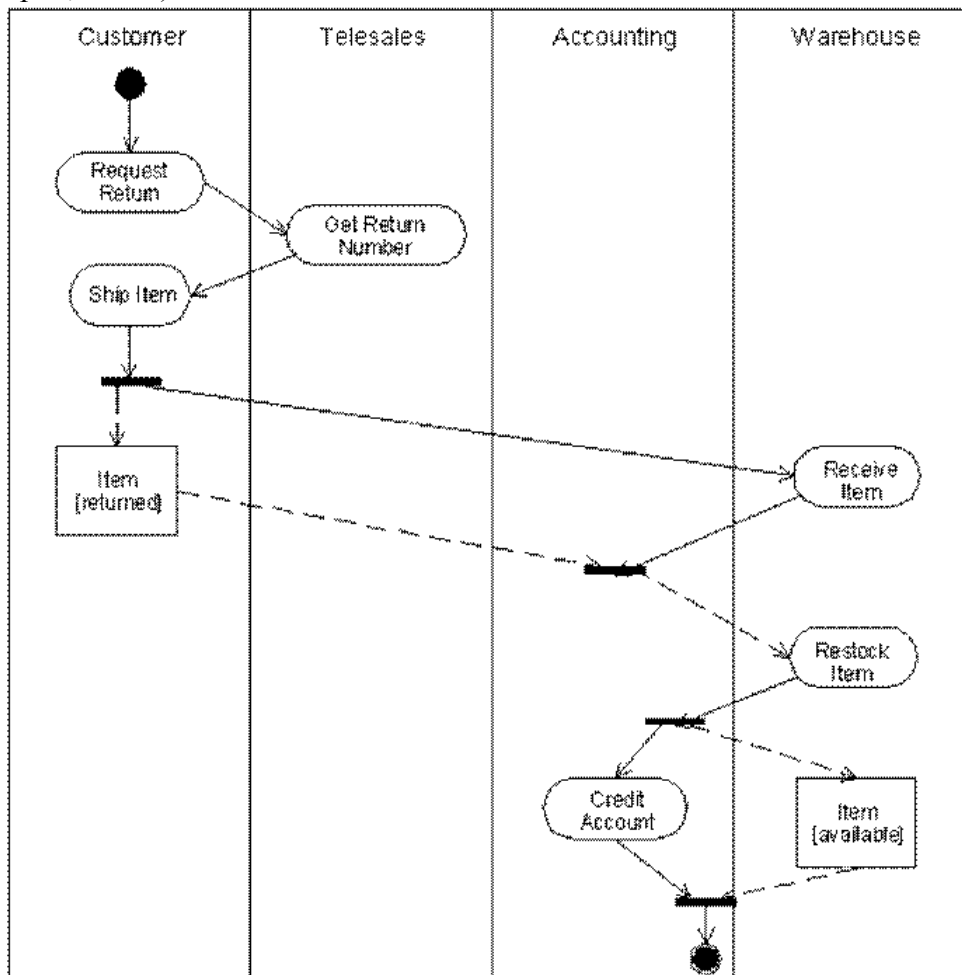 Customer
Telesales
Accounting
Warehouse
Request
Return
Get Return
Number
Ship Item
Item
[returned]
Receive
Item
Restock
Item
Credit
Account
Item
[available]